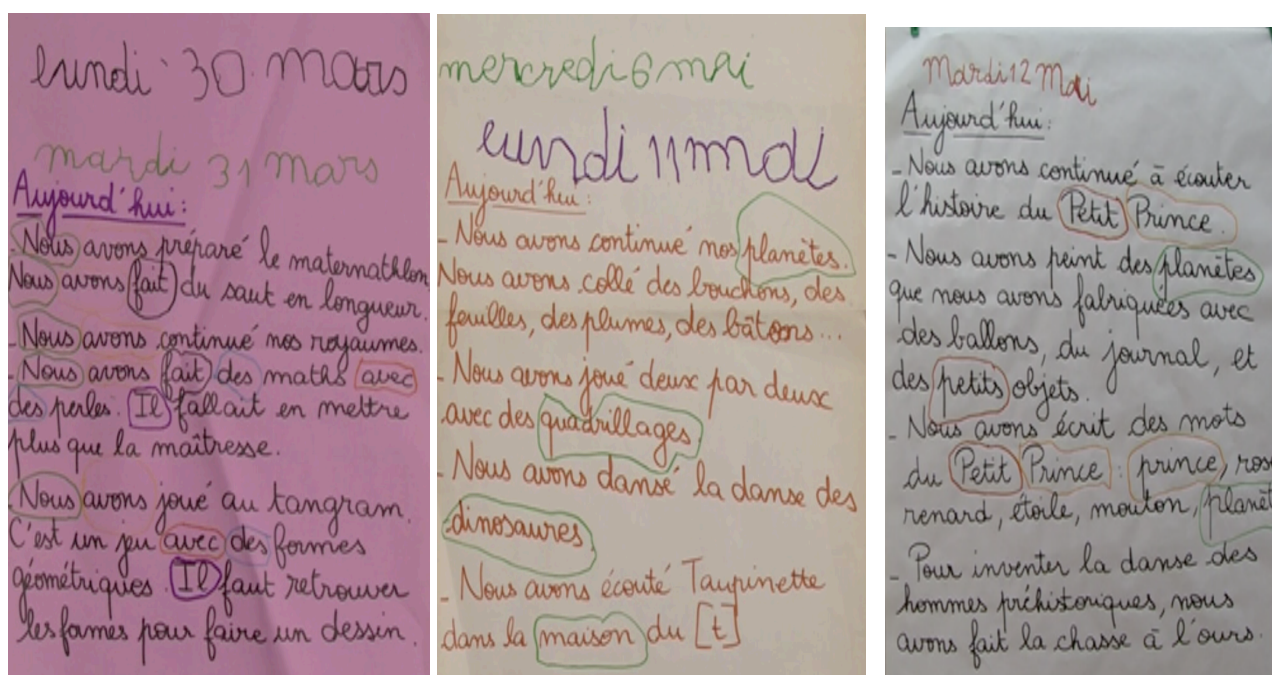 lundi 30 mars
mardi 31 mars
Aujourd'hui :
- Nous avons préparé le maternathlon
Nous avons fait du saut en longueur.
- Nous avons continué nos royaumes.
- Nous avons fait des maths avec
des perles. Il fallait en mettre
plus que la maîtresse.
- Nous avons joué au tangram.
C'est un jeu avec des formes
géométriques. Il faut retrouver
les formes pour faire un dessin.
mercredi 6 mai
lundi 11 mai
Aujourd'hui :
- Nous avons continué nos planètes.
Nous avons collé des bouchons, des
feuilles, des plumes, des bâtons...
- Nous avons joué deux par deux
avec des quadrillages.
- Nous avons dansé la danse des
dinosaures
- Nous avons écouté Taupinette
dans la maison du [t]
Mardi 12 Mai
Aujourd'hui :
- Nous avons continué à écouter
l'histoire du Petit Prince.
- Nous avons peint des planètes
que nous avons fabriquées avec
des ballons, du journal, et
des petits objets.
- Nous avons écrit des mots
du Petit Prince : prince, rose
renard, étoile, mouton, planèt
- Pour inventer la danse des
hommes préhistoriques, nous
avons fait la chasse à l'ours.